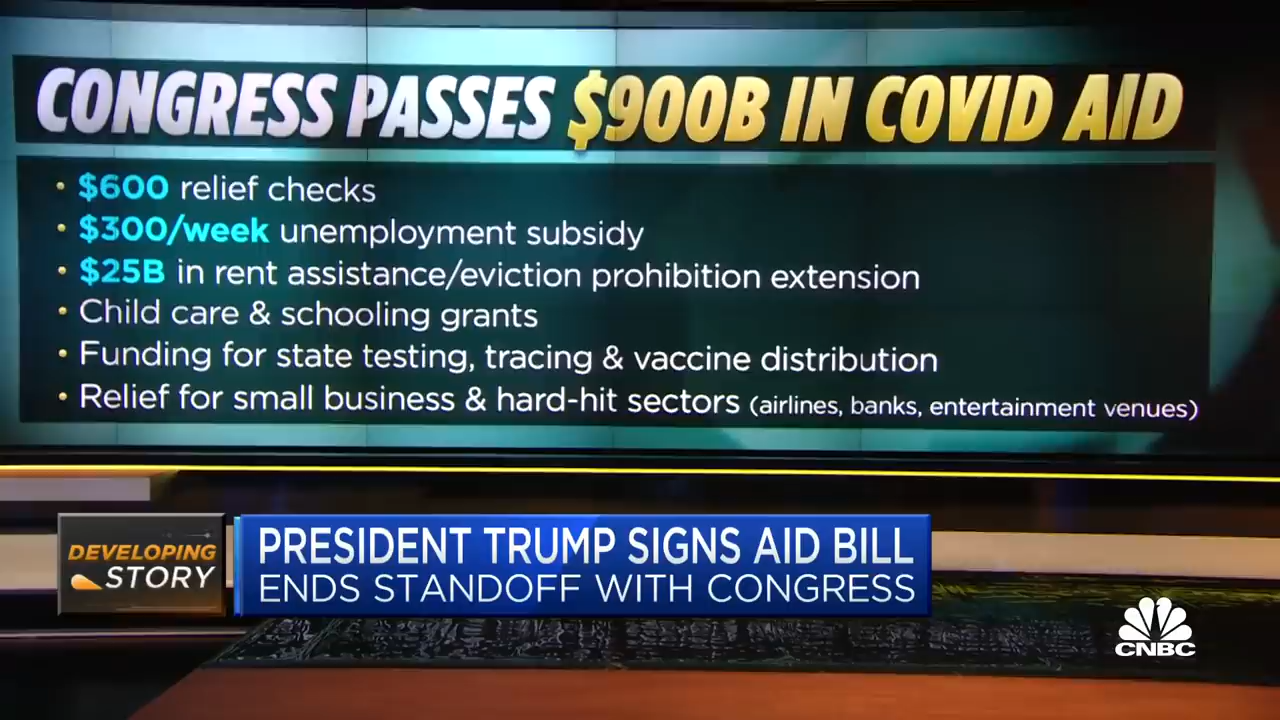 CONGRESS PASSES $900B IN COVID AID
• $600 relief checks
• $300/week unemployment subsidy
• $25B in rent assistance/eviction prohibition extension
• Child care & schooling grants
• Funding for state testing, tracing & vaccine distribution
• Relief for small business & hard-hit sectors (airlines, banks, entertainment venues)
DEVELOPING
STORY
PRESIDENT TRUMP SIGNS AID BILL
ENDS STANDOFF WITH CONGRESS
CNBC